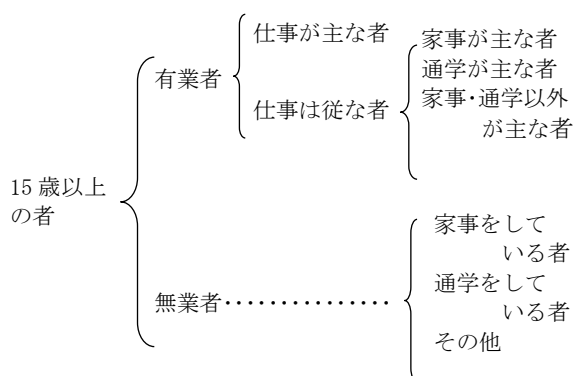 15 歳以上
の者
有業者
仕事が主な者
仕事は従な者
家事が主な者
通学が主な者
家事・通学以外
が主な者
無業者・・・・・・・・・・・・・・・
家事をして
いる者
通学をして
いる者
その他